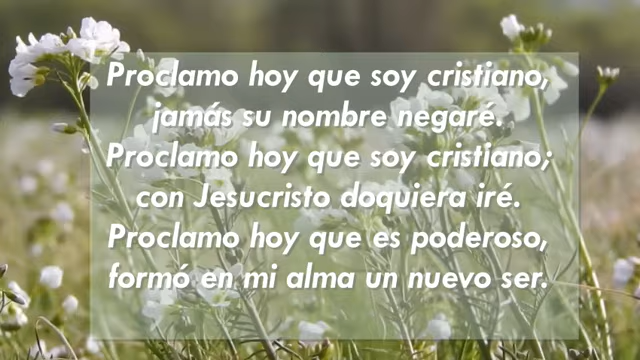 Proclamo hoy que soy cristiano,
jamás su nombre negaré.
Proclamo hoy que soy cristiano;
con Jesucristo doquiera iré.
Proclamo hoy que es poderoso,
formó en mi alma un nuevo ser.